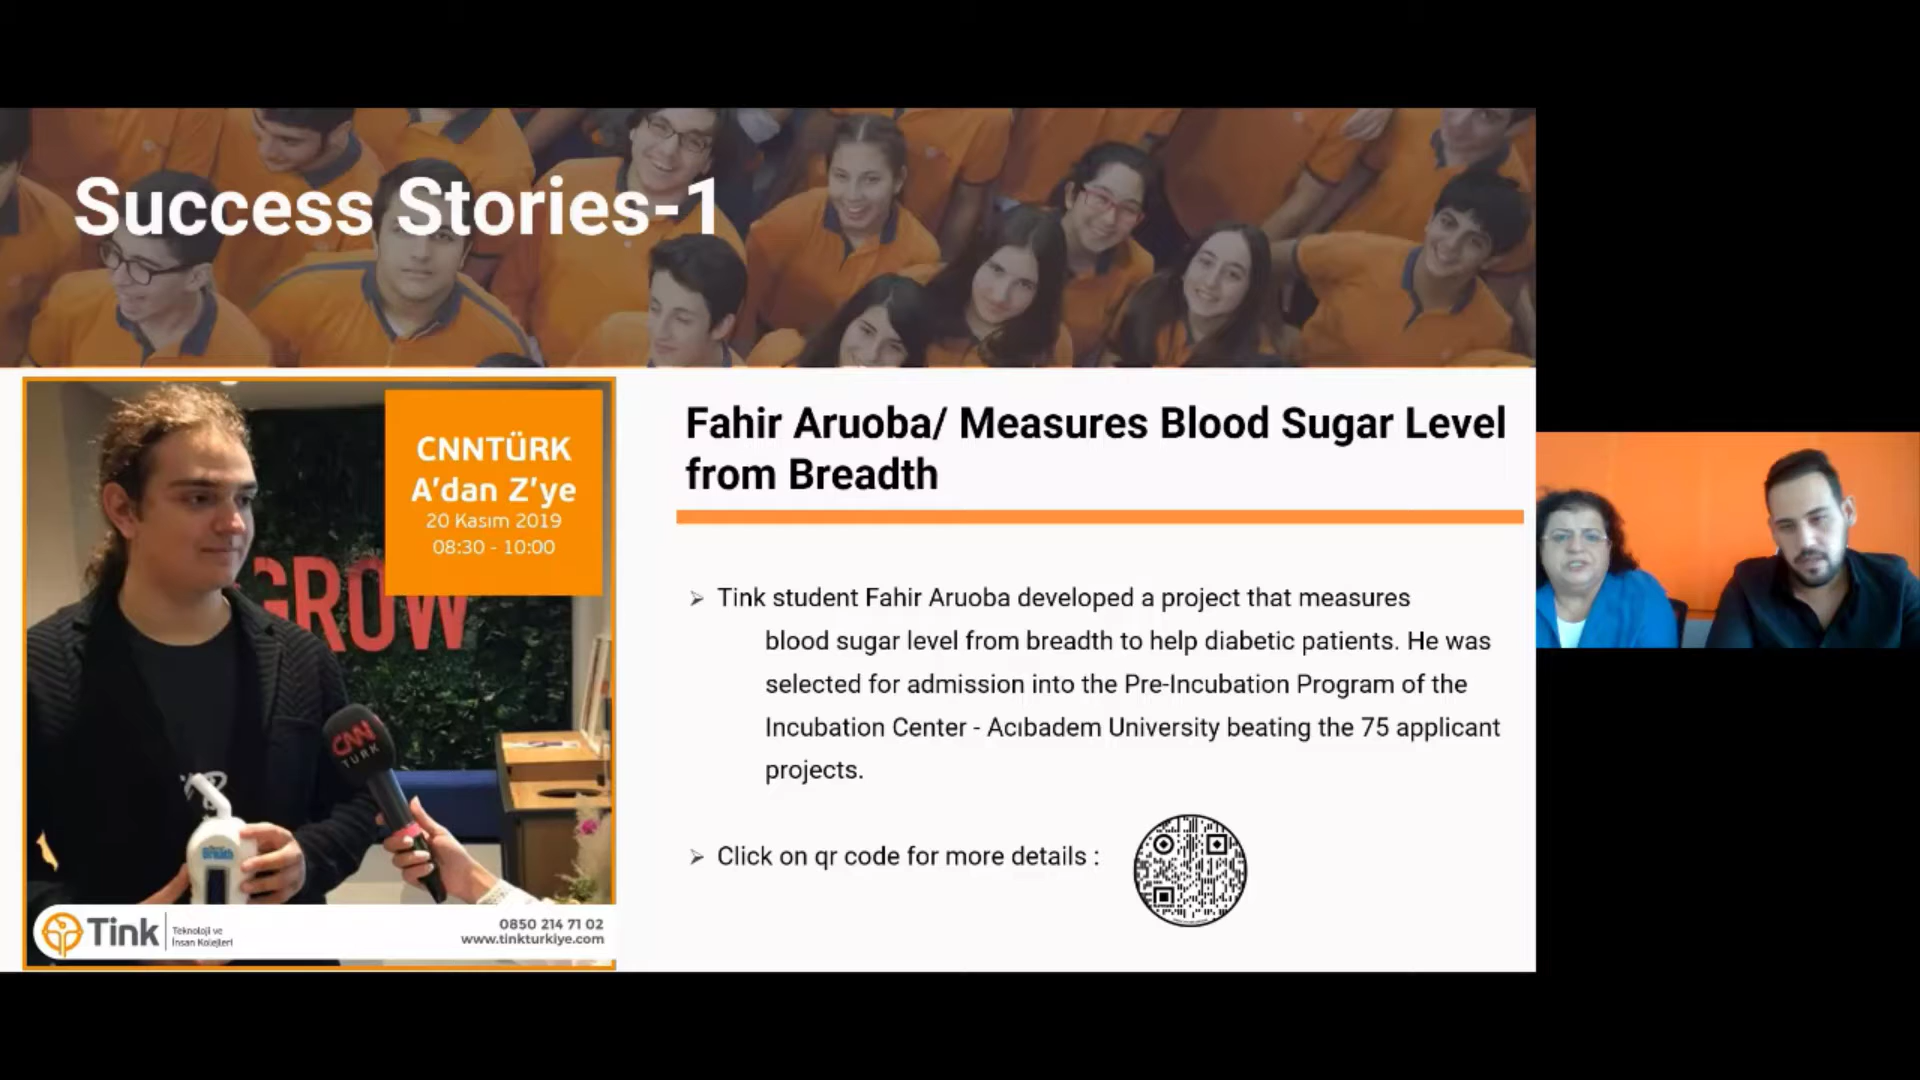 Success Stories-1
CNNTÜRK
A'dan Z'ye
20 Kasım 2019
08:30 - 10:00
GROW
CNN
TURK
Breath
Tink
Teknoloji ve
İnsan Kolejleri
0850 214 71 02
www.tinkturkiye.com
Fahir Aruoba/ Measures Blood Sugar Level
from Breadth
➢ Tink student Fahir Aruoba developed a project that measures
blood sugar level from breadth to help diabetic patients. He was
selected for admission into the Pre-Incubation Program of the
Incubation Center - Acıbadem University beating the 75 applicant
projects.
➢ Click on qr code for more details :